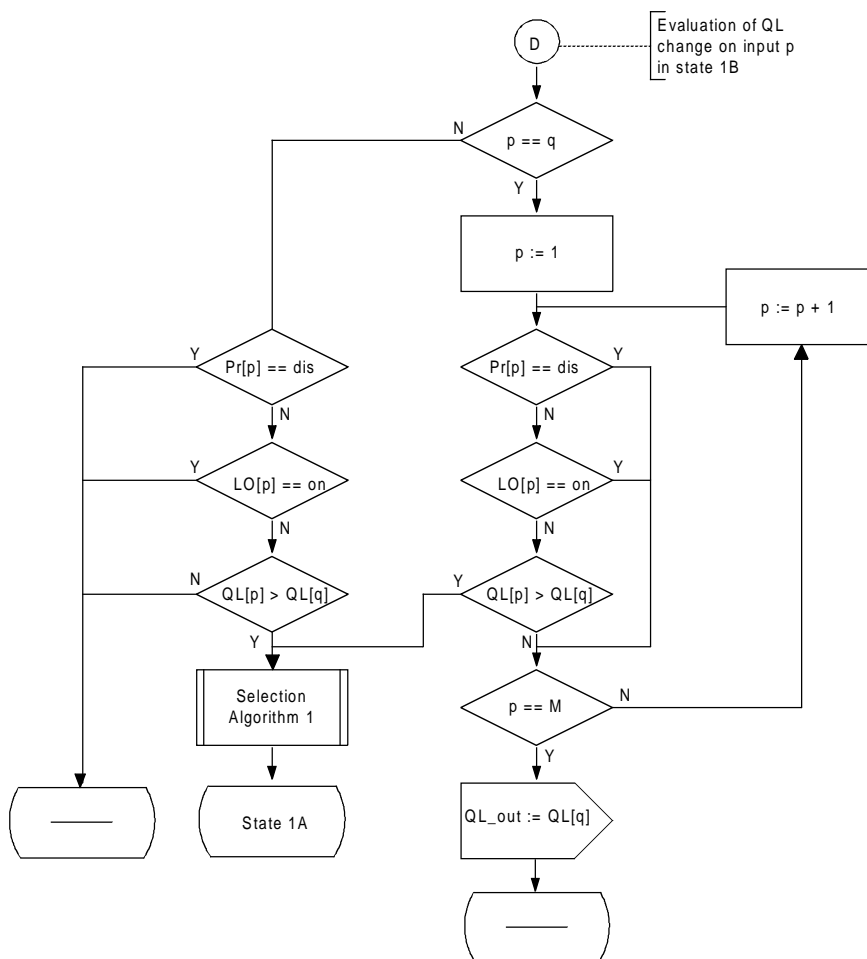 D
Evaluation of QL
change on input p
in state 1B
N
p == q
Y
p := 1
p := p + 1
Y
Pr[p] == dis
N
Pr[p] == dis
Y
N
Y
LO[p] == on
N
LO[p] == on
Y
N
N
QL[p] > QL[q]
Y
Y
QL[p] > QL[q]
N
Selection
Algorithm 1
p == M
N
Y
State 1A
QL_out := QL[q]